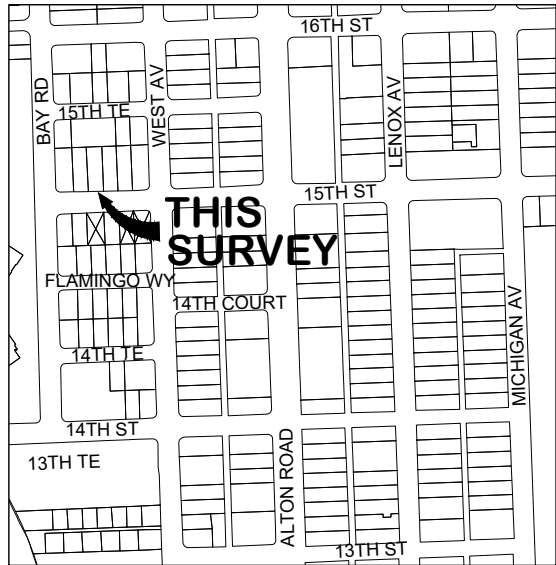 16TH ST
BAY RD
15TH TE
WEST AV
LENOX AV
15TH ST
THIS
SURVEY
FLAMINGO WY
14TH COURT
14TH TE
MICHIGAN AV
14TH ST
13TH TE
ALTON ROAD
13TH ST